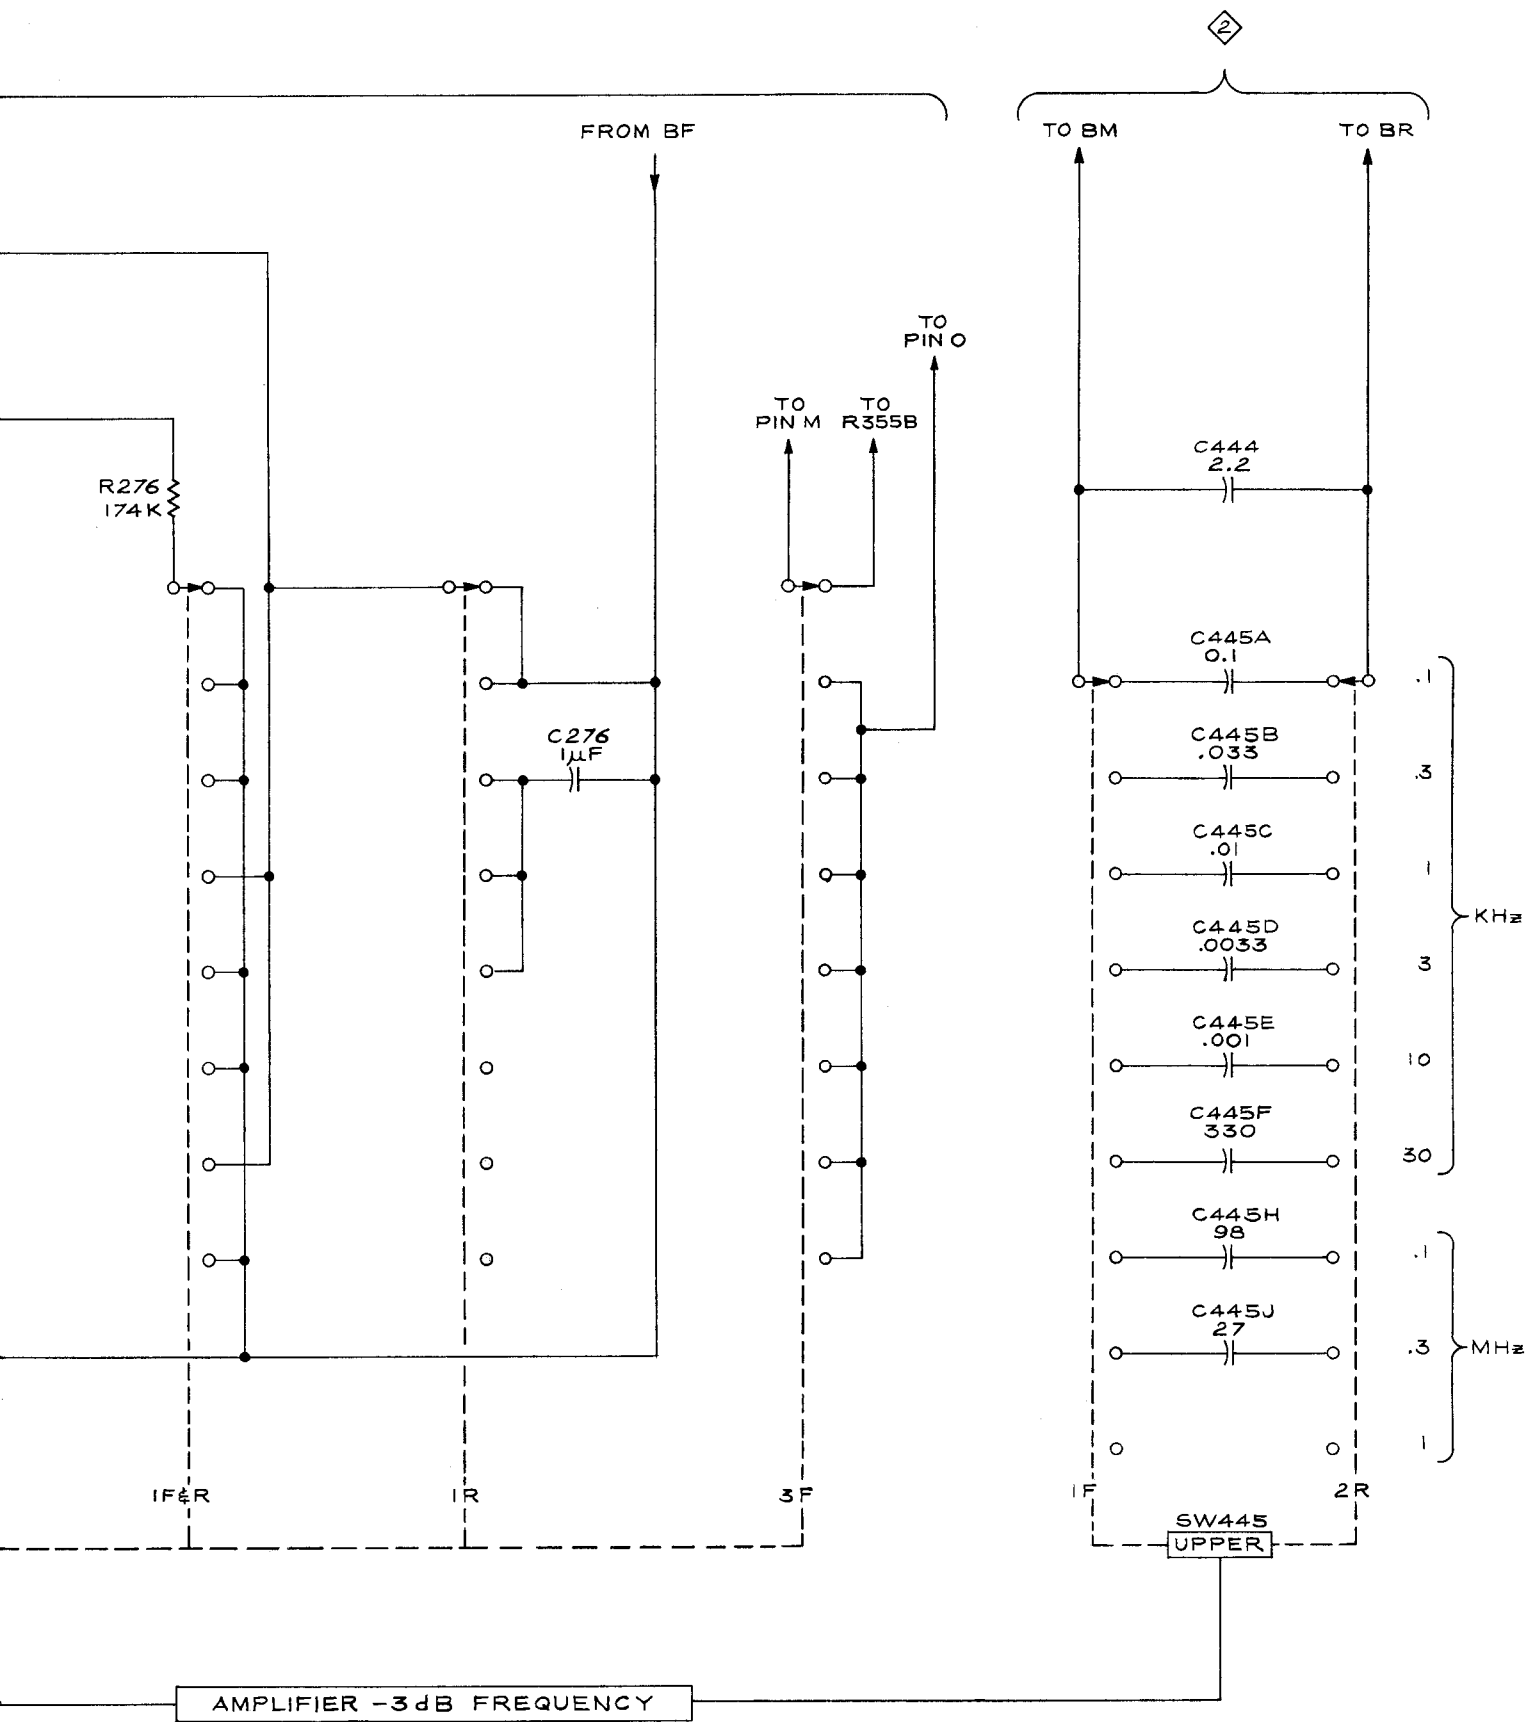 2
FROM BF
TO BM
TO BR
TO
PIN O
TO
PIN M
TO
R355B
C444
2.2
R276
174K
C445A
0.1
.1
C276
1µF
C445B
.033
.3
C445C
.01
1
KHz
C445D
.0033
3
C445E
.001
10
C445F
330
30
C445H
98
.1
C445J
27
.3
MHz
1
1F&R
1R
3F
1F
2R
SW445
UPPER
AMPLIFIER -3dB FREQUENCY